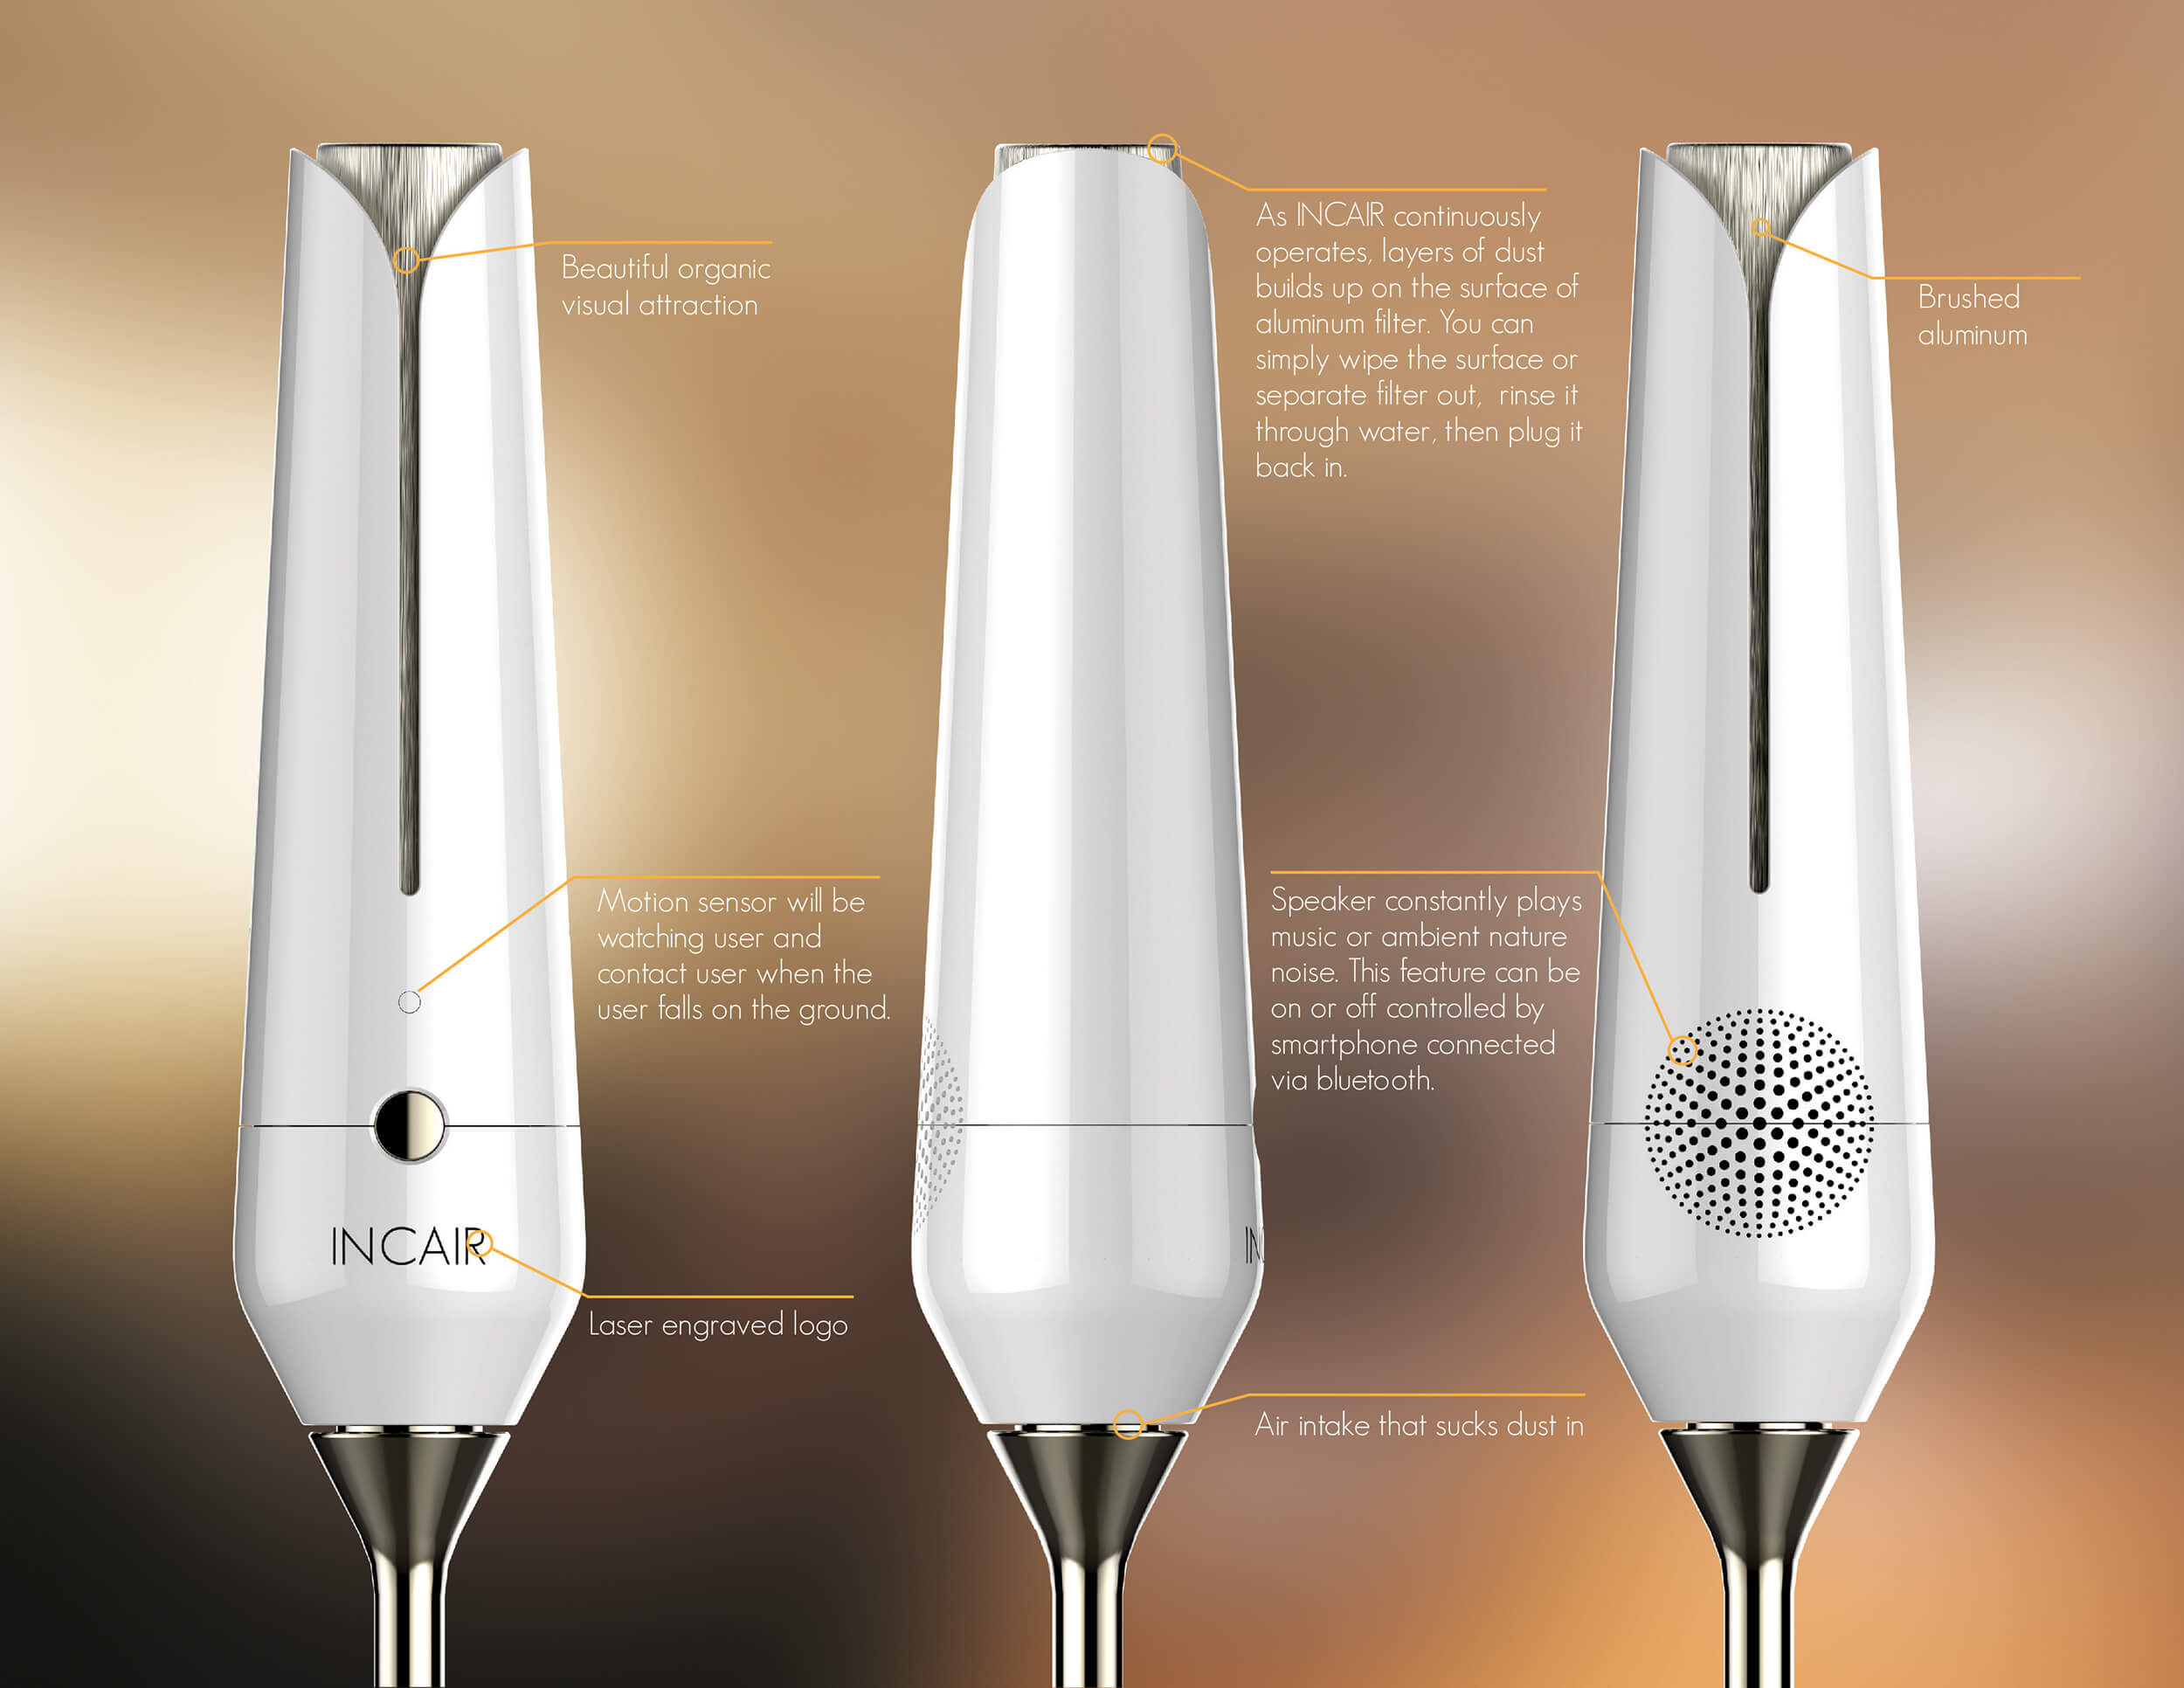 Beautiful organic
visual attraction
Motion sensor will be
watching user and
contact user when the
user falls on the ground.
INCAIR
Laser engraved logo
As INCAIR continuously
operates, layers of dust
builds up on the surface of
aluminum filter. You can
simply wipe the surface or
separate filter out, rinse it
through water, then plug it
back in.
IN
Air intake that sucks dust in
Brushed
aluminum
Speaker constantly plays
music or ambient nature
noise. This feature can be
on or off controlled by
smartphone connected
via bluetooth.